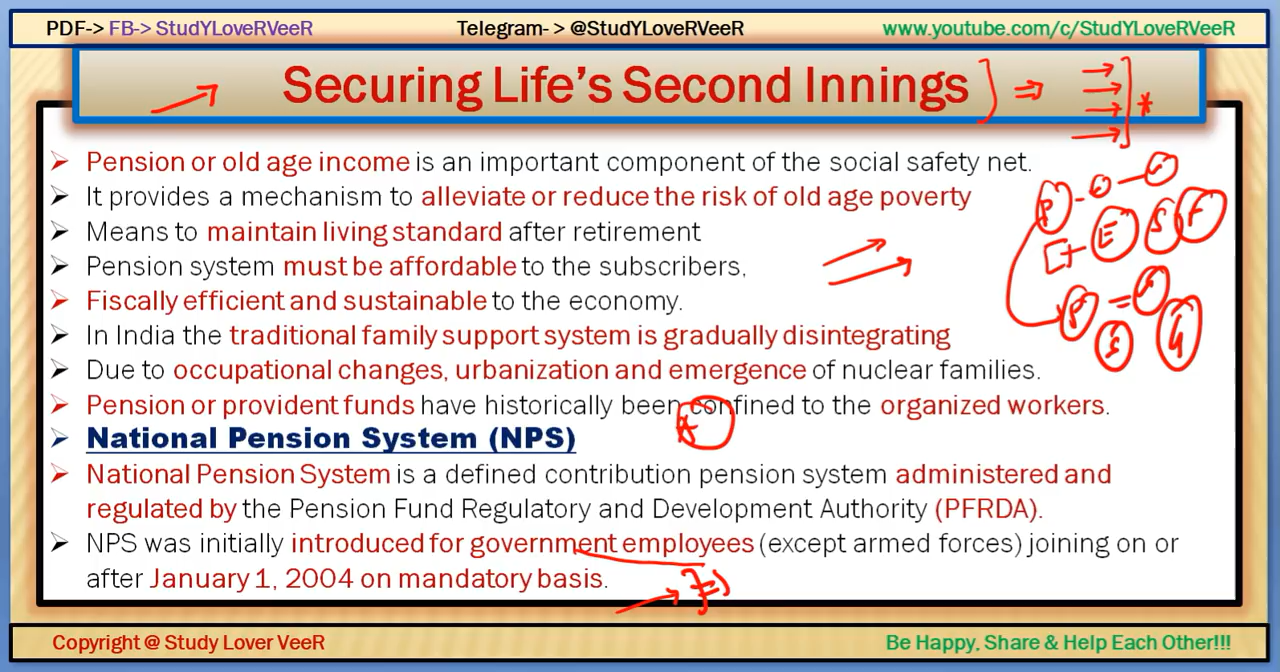 PDF-> FB-> StudYLoveRVeeR Telegram- > @StudYLoveRVeeR www.youtube.com/c/StudYLoveRVeeR
Securing Life's Second Innings
Pension or old age income is an important component of the social safety net.
It provides a mechanism to alleviate or reduce the risk of old age poverty
Means to maintain living standard after retirement
Pension system must be affordable to the subscribers,
Fiscally efficient and sustainable to the economy.
In India the traditional family support system is gradually disintegrating
Due to occupational changes, urbanization and emergence of nuclear families.
Pension or provident funds have historically been confined to the organized workers.
National Pension System (NPS)
National Pension System is a defined contribution pension system administered and
regulated by the Pension Fund Regulatory and Development Authority (PFRDA).
NPS was initially introduced for government employees (except armed forces) joining on or
after January 1, 2004 on mandatory basis.
Copyright @ Study Lover VeeR Be Happy, Share & Help Each Other!!!